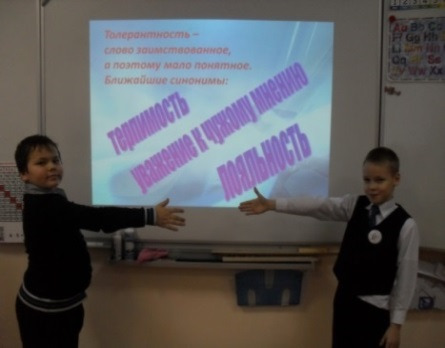 Толерантность –
слово заимствованное,
а поэтому мало понятное.
Ближайшие синонимы:
терпимость
уважение к чужому мнению
лояльность